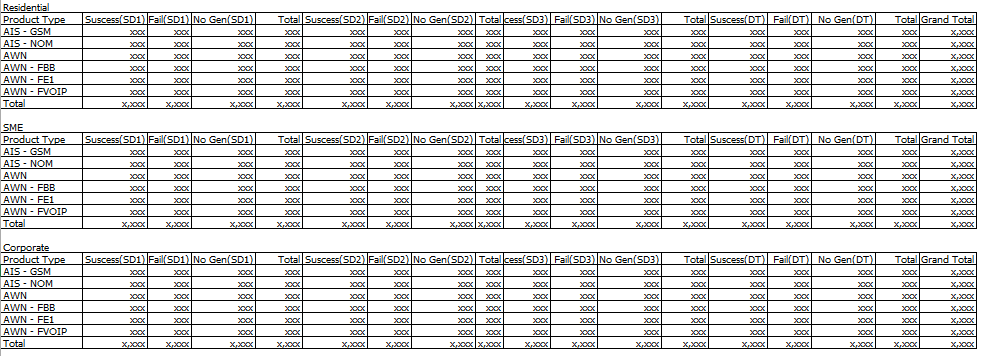 Residential
Product Type Suscess(SD1) Fail(SD1) No Gen(SD1) Total Suscess(SD2) Fail(SD2) No Gen(SD2) Total cess(SD3) Fail(SD3) No Gen(SD3) Total Suscess(DT) Fail(DT) No Gen(DT) Total Grand Total
AIS - GSM xxx xxx xxx xxx xxx xxx xxx xxx xxx xxx xxx xxx xxx xxx xxx xxx x,xxx
AIS - NOM xxx xxx xxx xxx xxx xxx xxx xxx xxx xxx xxx xxx xxx xxx xxx xxx x,xxx
AWN xxx xxx xxx xxx xxx xxx xxx xxx xxx xxx xxx xxx xxx xxx xxx xxx x,xxx
AWN - FBB xxx xxx xxx xxx xxx xxx xxx xxx xxx xxx xxx xxx xxx xxx xxx xxx x,xxx
AWN - FE1 xxx xxx xxx xxx xxx xxx xxx xxx xxx xxx xxx xxx xxx xxx xxx xxx x,xxx
AWN - FVOIP xxx xxx xxx xxx xxx xxx xxx xxx xxx xxx xxx xxx xxx xxx xxx xxx x,xxx
Total x,xxx x,xxx x,xxx x,xxx x,xxx x,xxx x,xxx x,xxx x,xxx x,xxx x,xxx x,xxx x,xxx x,xxx x,xxx x,xxx x,xxx
SME
Product Type Suscess(SD1) Fail(SD1) No Gen(SD1) Total Suscess(SD2) Fail(SD2) No Gen(SD2) Total cess(SD3) Fail(SD3) No Gen(SD3) Total Suscess(DT) Fail(DT) No Gen(DT) Total Grand Total
AIS - GSM xxx xxx xxx xxx xxx xxx xxx xxx xxx xxx xxx xxx xxx xxx xxx xxx x,xxx
AIS - NOM xxx xxx xxx xxx xxx xxx xxx xxx xxx xxx xxx xxx xxx xxx xxx xxx x,xxx
AWN xxx xxx xxx xxx xxx xxx xxx xxx xxx xxx xxx xxx xxx xxx xxx xxx x,xxx
AWN - FBB xxx xxx xxx xxx xxx xxx xxx xxx xxx xxx xxx xxx xxx xxx xxx xxx x,xxx
AWN - FE1 xxx xxx xxx xxx xxx xxx xxx xxx xxx xxx xxx xxx xxx xxx xxx xxx x,xxx
AWN - FVOIP xxx xxx xxx xxx xxx xxx xxx xxx xxx xxx xxx xxx xxx xxx xxx xxx x,xxx
Total x,xxx x,xxx x,xxx x,xxx x,xxx x,xxx x,xxx x,xxx x,xxx x,xxx x,xxx x,xxx x,xxx x,xxx x,xxx x,xxx x,xxx
Corporate
Product Type Suscess(SD1) Fail(SD1) No Gen(SD1) Total Suscess(SD2) Fail(SD2) No Gen(SD2) Total cess(SD3) Fail(SD3) No Gen(SD3) Total Suscess(DT) Fail(DT) No Gen(DT) Total Grand Total
AIS - GSM xxx xxx xxx xxx xxx xxx xxx xxx xxx xxx xxx xxx xxx xxx xxx xxx x,xxx
AIS - NOM xxx xxx xxx xxx xxx xxx xxx xxx xxx xxx xxx xxx xxx xxx xxx xxx x,xxx
AWN xxx xxx xxx xxx xxx xxx xxx xxx xxx xxx xxx xxx xxx xxx xxx xxx x,xxx
AWN - FBB xxx xxx xxx xxx xxx xxx xxx xxx xxx xxx xxx xxx xxx xxx xxx xxx x,xxx
AWN - FE1 xxx xxx xxx xxx xxx xxx xxx xxx xxx xxx xxx xxx xxx xxx xxx xxx x,xxx
AWN - FVOIP xxx xxx xxx xxx xxx xxx xxx xxx xxx xxx xxx xxx xxx xxx xxx xxx x,xxx
Total x,xxx x,xxx x,xxx x,xxx x,xxx x,xxx x,xxx x,xxx x,xxx x,xxx x,xxx x,xxx x,xxx x,xxx x,xxx x,xxx x,xxx